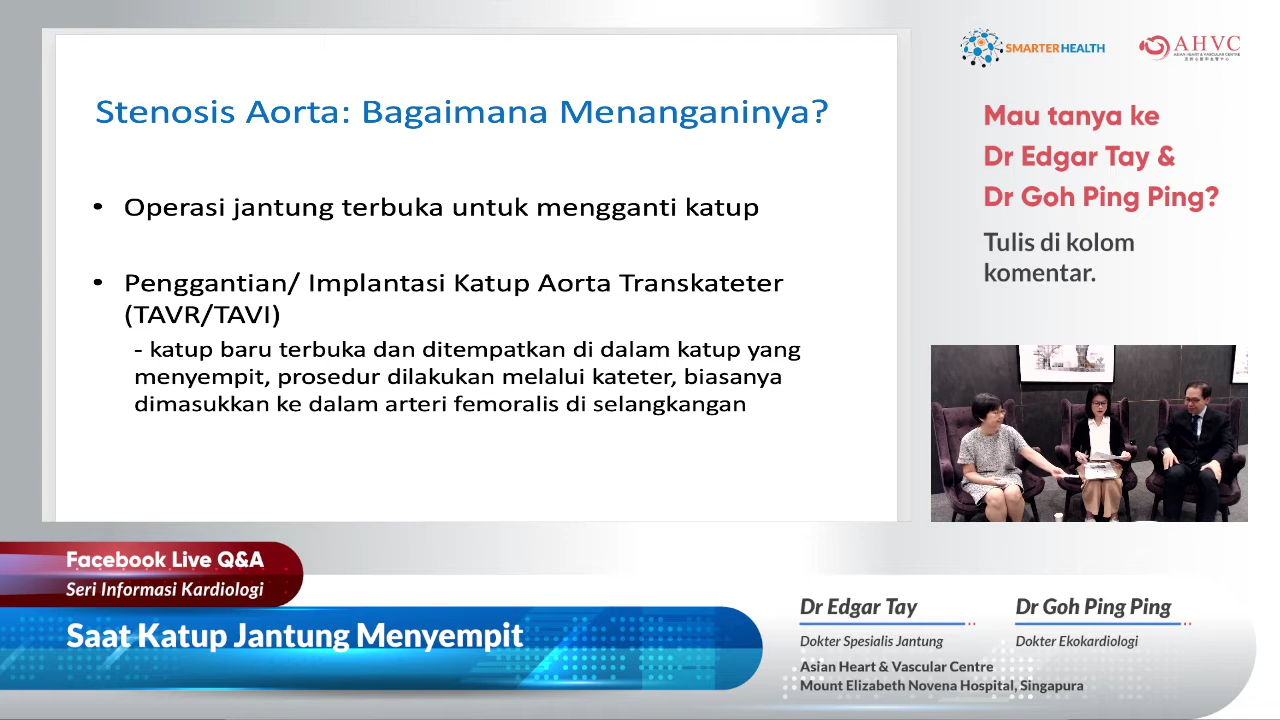 Stenosis Aorta: Bagaimana Menanganinya?
• Operasi jantung terbuka untuk mengganti katup
• Penggantian/ Implantasi Katup Aorta Transkateter
(TAVR/TAVI)
- katup baru terbuka dan ditempatkan di dalam katup yang
menyempit, prosedur dilakukan melalui kateter, biasanya
dimasukkan ke dalam arteri femoralis di selangkangan
SMARTERHEALTH
AHVC
ASIAN HEART & VASCULAR CENTRE
Mau tanya ke
Dr Edgar Tay &
Dr Goh Ping Ping?
Tulis di kolom
komentar.
Facebook Live Q&A
Seri Informasi Kardiologi
Saat Katup Jantung Menyempit
Dr Edgar Tay
Dokter Spesialis Jantung
Dr Goh Ping Ping
Dokter Ekokardiologi
Asian Heart & Vascular Centre
Mount Elizabeth Novena Hospital, Singapura